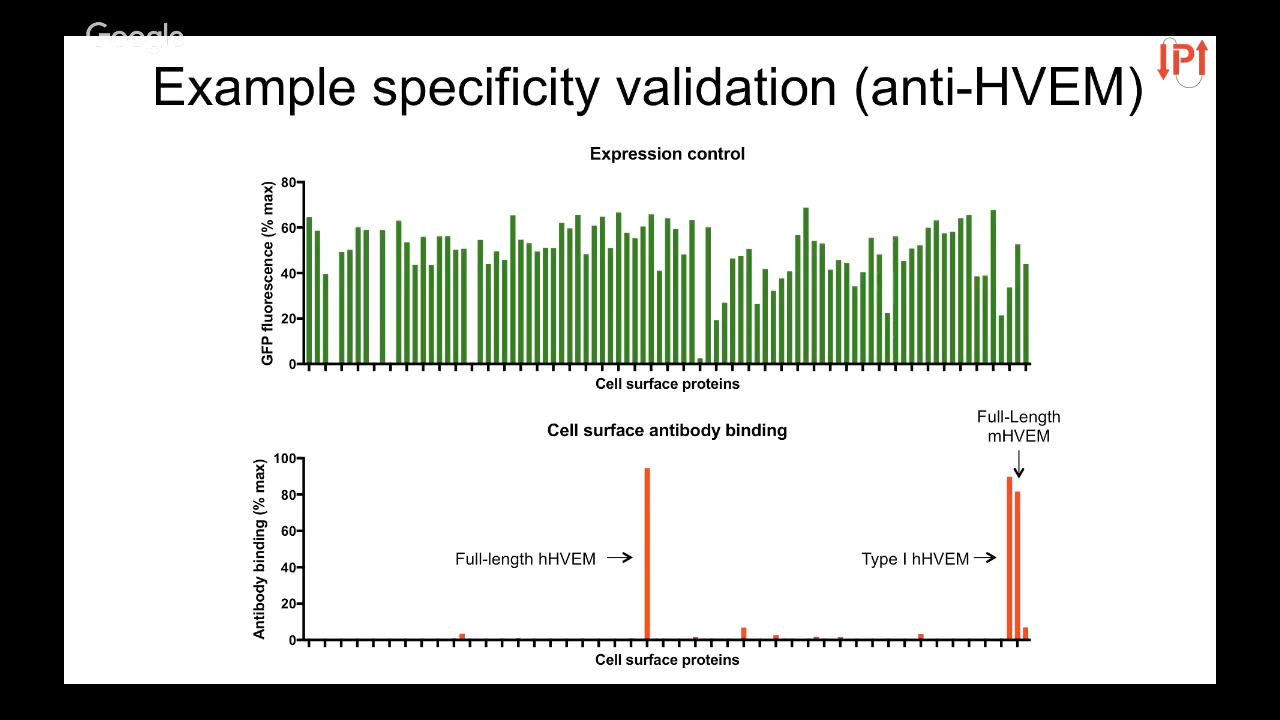 Google
Example specificity validation (anti-HVEM)
IPI
Expression control
GFP fluorescence (% max)
80
60
40
20
0
Cell surface proteins
Cell surface antibody binding
Full-Length
mHVEM
Antibody binding (% max)
100
80
60
40
20
0
Full-length hHVEM
Type I hHVEM
Cell surface proteins